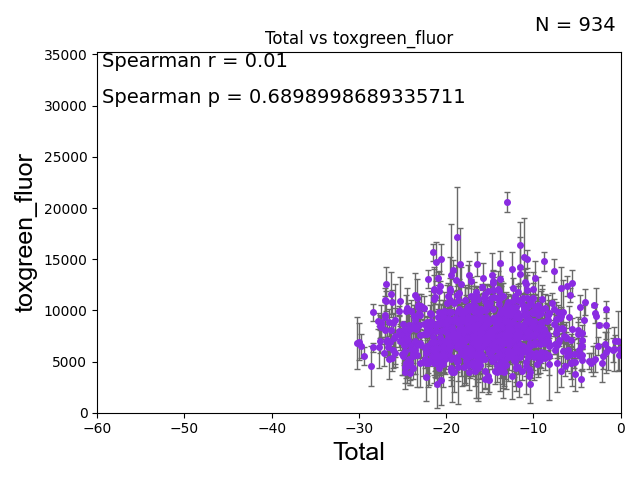 N = 934
Total vs toxgreen_fluor
Spearman r = 0.01
Spearman p = 0.6898998689335711
toxgreen_fluor
35000
30000
25000
20000
15000
10000
5000
0
−60 −50 −40 −30 −20 −10 0
Total